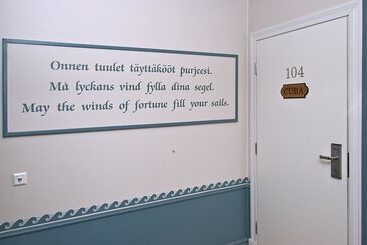 Onnen tuulet täyttäkööt purjeesi.
Må lyckans vind fylla dina segel.
May the winds of fortune fill your sails.
104
CUBA